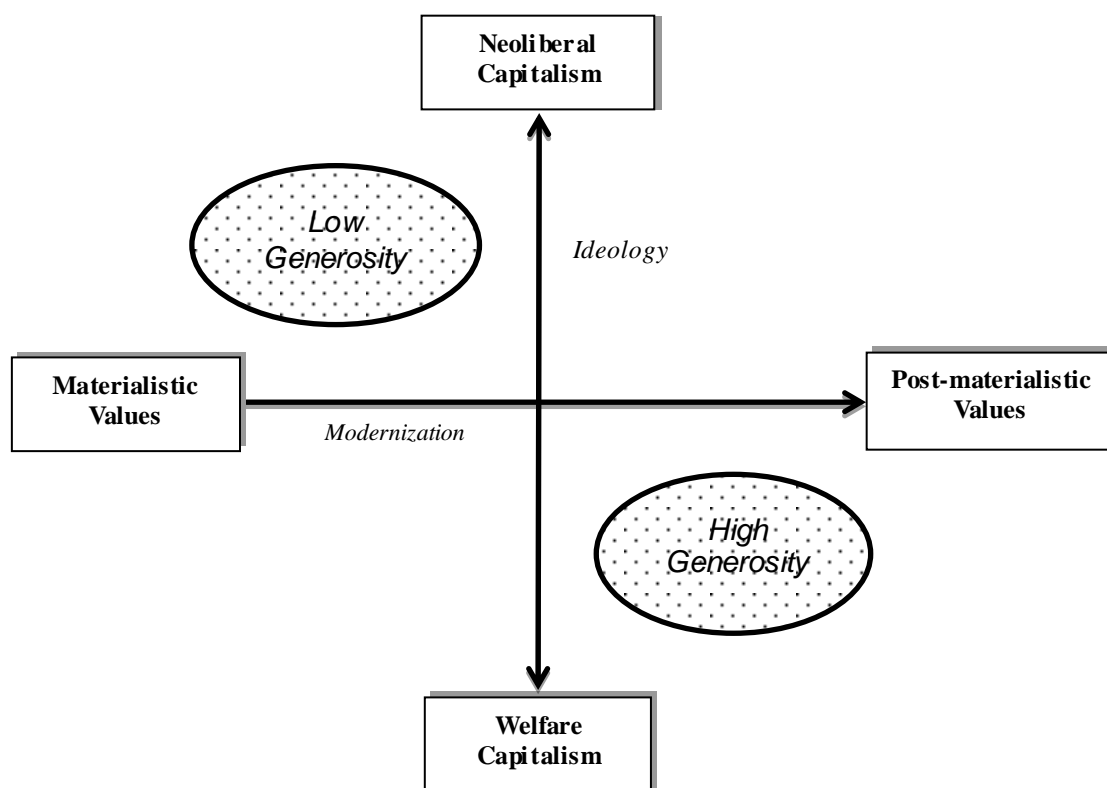 Neoliberal
Capitalism
Low
Generosity
Ideology
Materialistic
Values
Post-materialistic
Values
Modernization
High
Generosity
Welfare
Capitalism